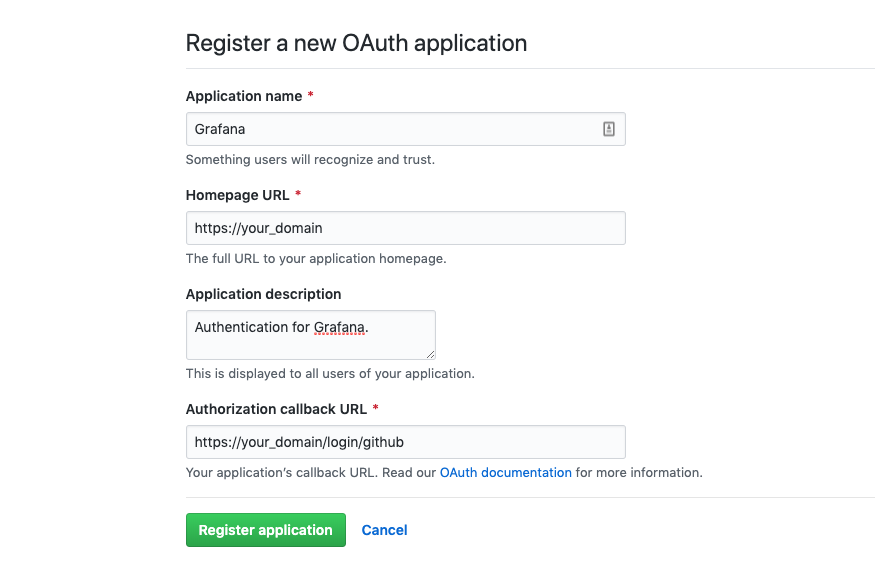 Register a new OAuth application
Application name *
Grafana
Something users will recognize and trust.
Homepage URL *
https://your_domain
The full URL to your application homepage.
Application description
Authentication for Grafana.
This is displayed to all users of your application.
Authorization callback URL *
https://your_domain/login/github
Your application's callback URL. Read our OAuth documentation for more information.
Register application Cancel